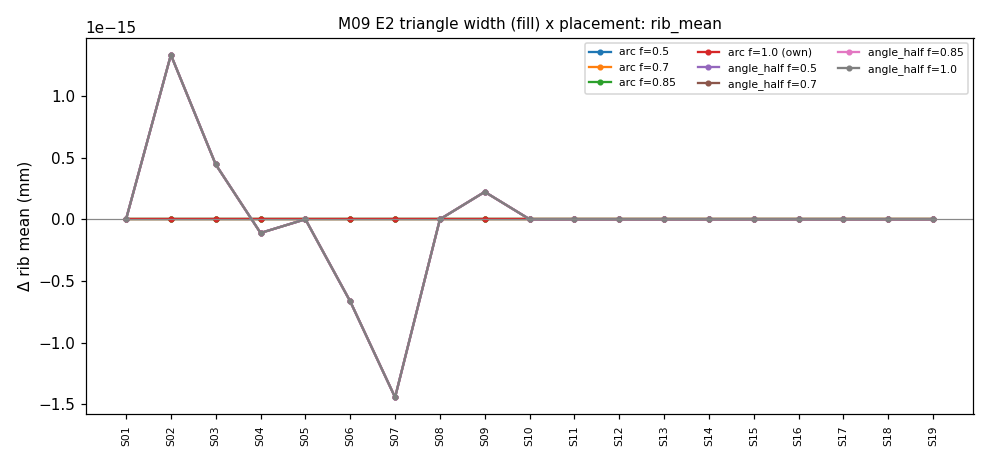 M09 E2 triangle width (fill) x placement: rib_mean
1e−15
arc f=0.5
arc f=0.7
arc f=0.85
arc f=1.0 (own)
angle_half f=0.5
angle_half f=0.7
angle_half f=0.85
angle_half f=1.0
Δ rib mean (mm)
1.0
0.5
0.0
−0.5
−1.0
−1.5
S01
S02
S03
S04
S05
S06
S07
S08
S09
S10
S11
S12
S13
S14
S15
S16
S17
S18
S19